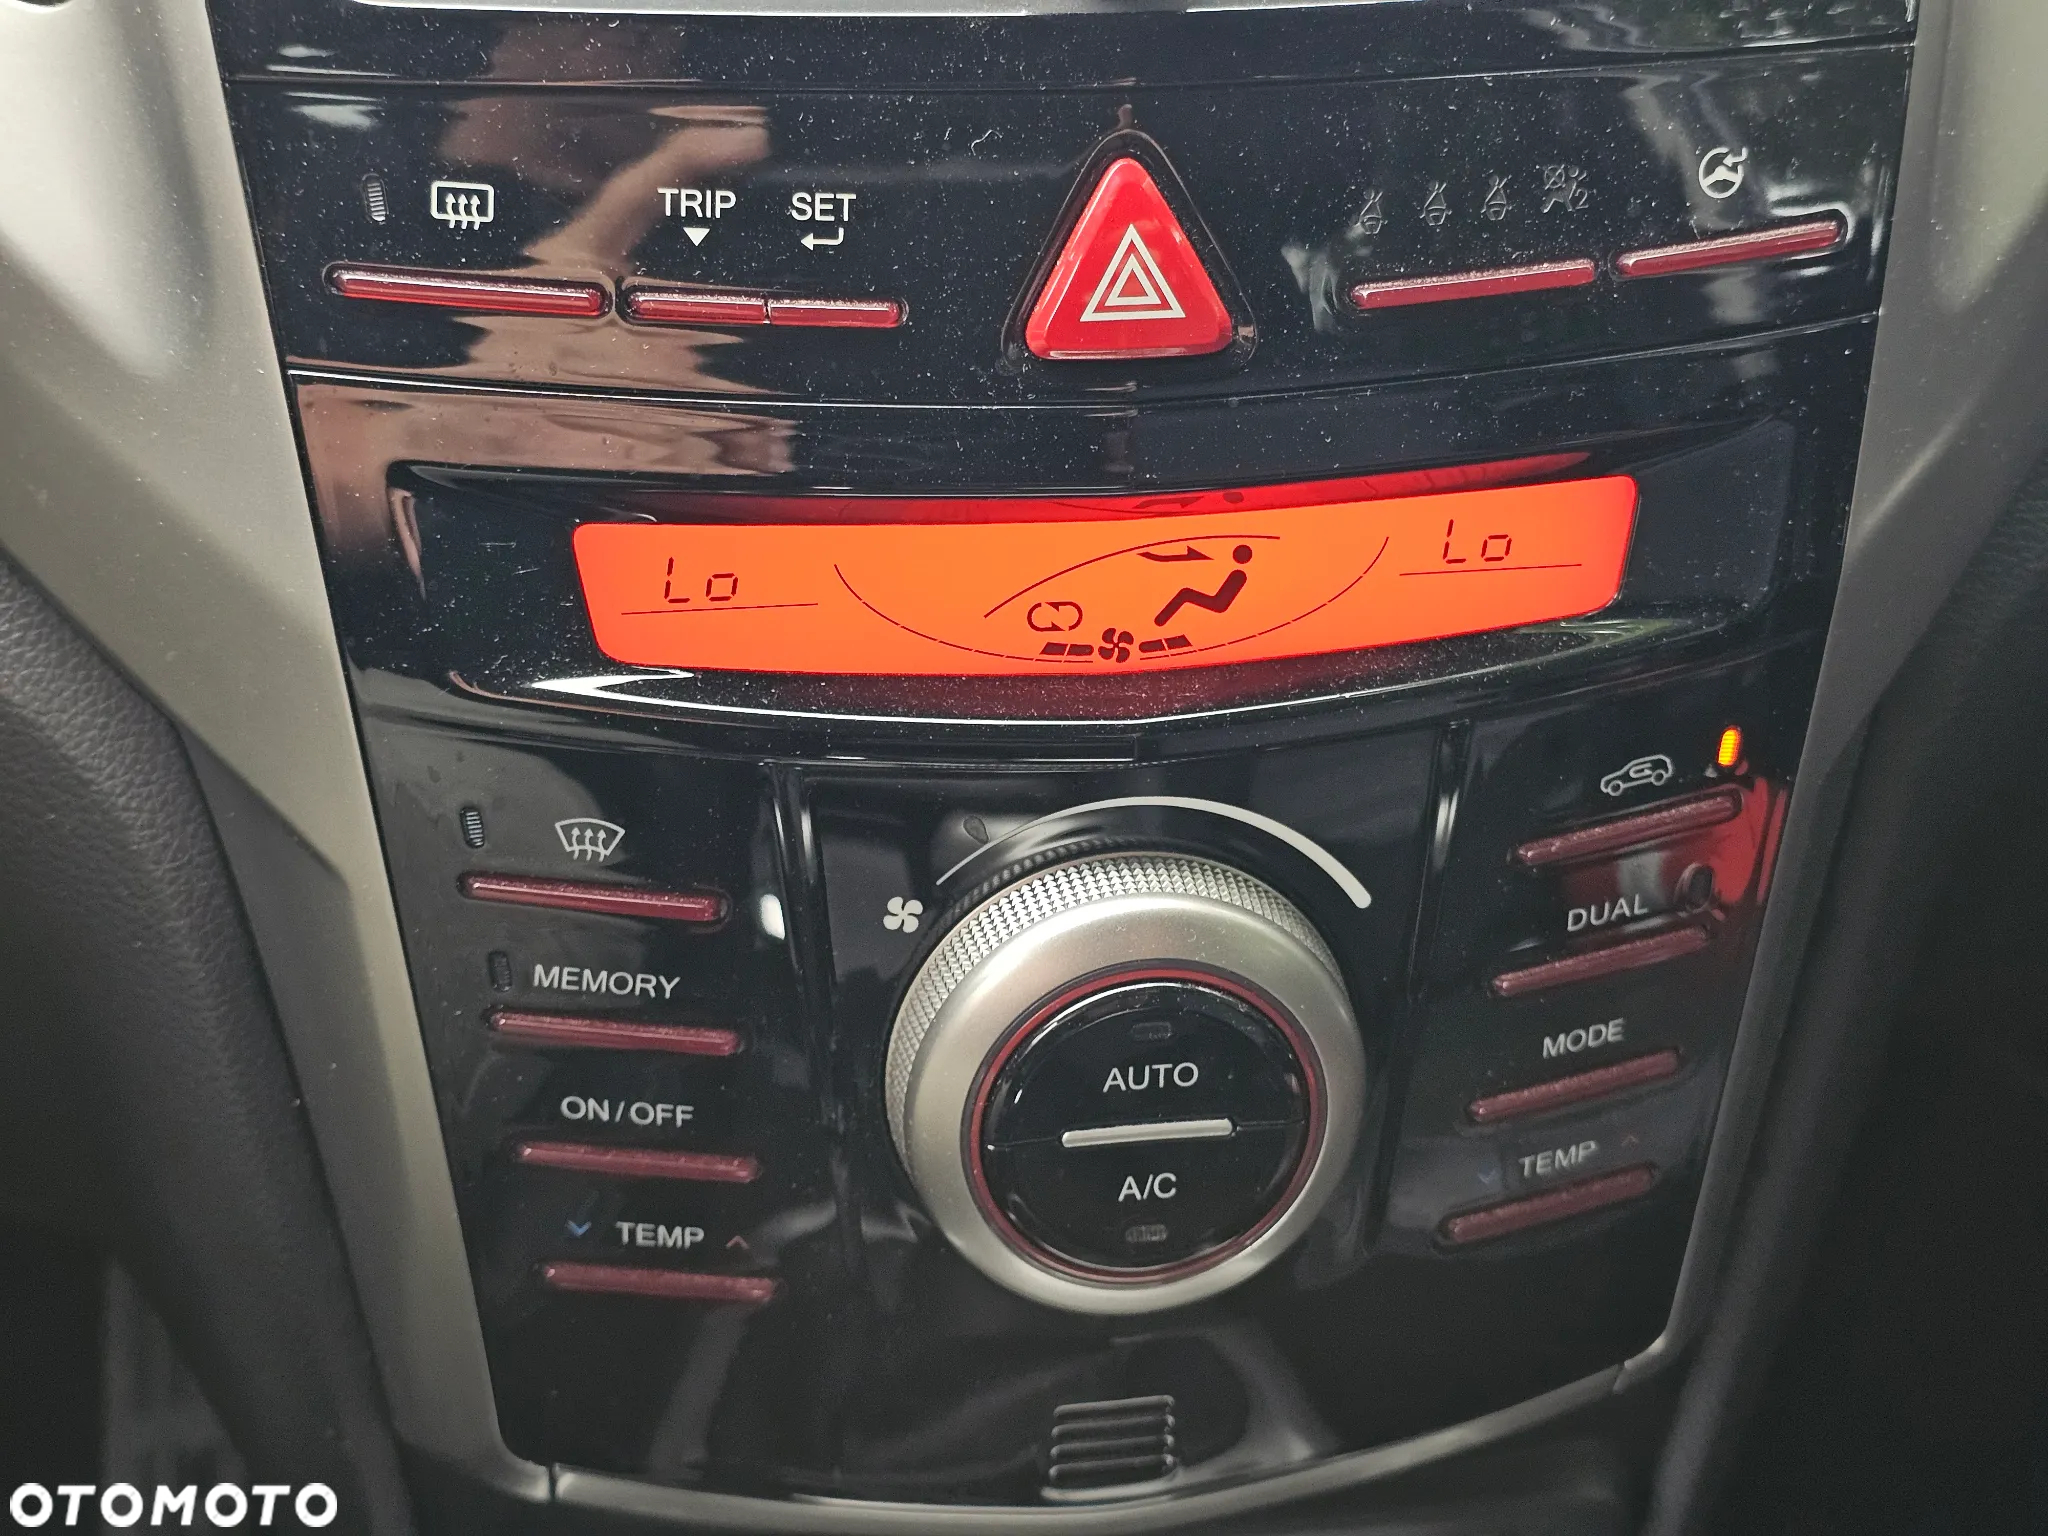 TRIP SET
Lo Lo
MEMORY
DUAL
ON/OFF
AUTO
MODE
TEMP
A/C
TEMP
OTOMOTO